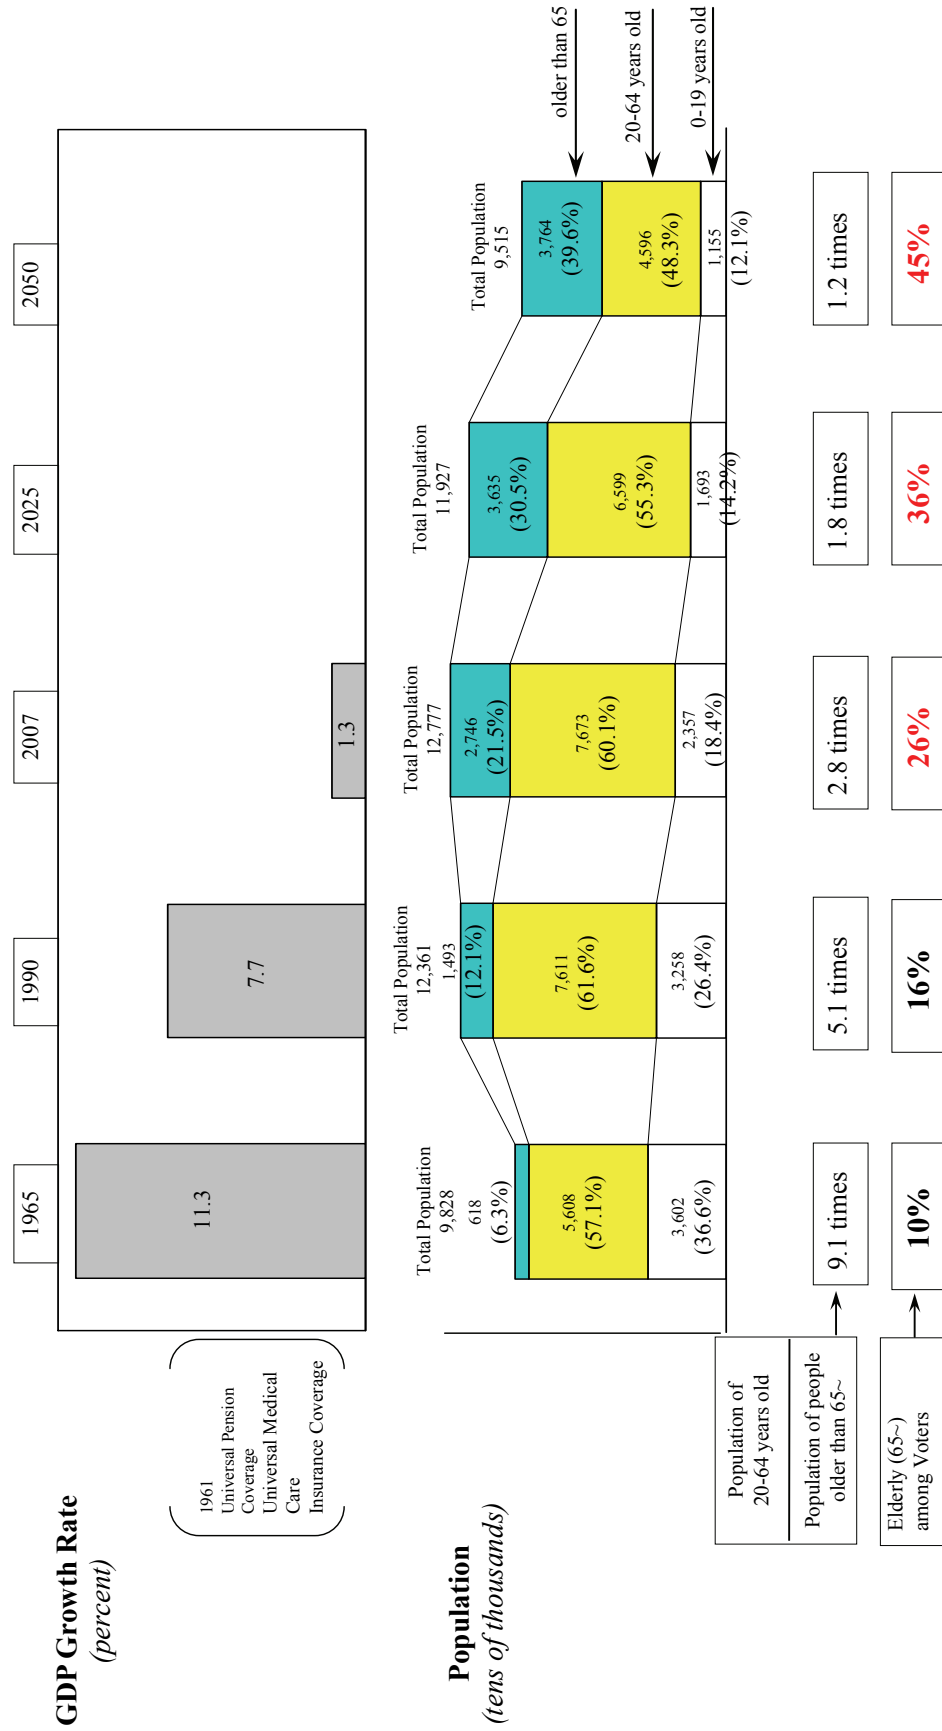 1965
1990
2007
2025
2050
GDP Growth Rate
(percent)
11.3
7.7
1.3
1961
Universal Pension
Coverage
Universal Medical
Care
Insurance Coverage
Population
(tens of thousands)
Total Population
9,828
618
(6.3%)
5,608
(57.1%)
3,602
(36.6%)
Total Population
12,361
1,493
(12.1%)
7,611
(61.6%)
3,258
(26.4%)
Total Population
12,777
2,746
(21.5%)
7,673
(60.1%)
2,357
(18.4%)
Total Population
11,927
3,635
(30.5%)
6,599
(55.3%)
1,693
(14.2%)
Total Population
9,515
3,764
(39.6%)
4,596
(48.3%)
1,155
(12.1%)
older than 65
20-64 years old
0-19 years old
Population of
20-64 years old
Population of people
older than 65~
9.1 times
5.1 times
2.8 times
1.8 times
1.2 times
Elderly (65~)
among Voters
10%
16%
26%
36%
45%